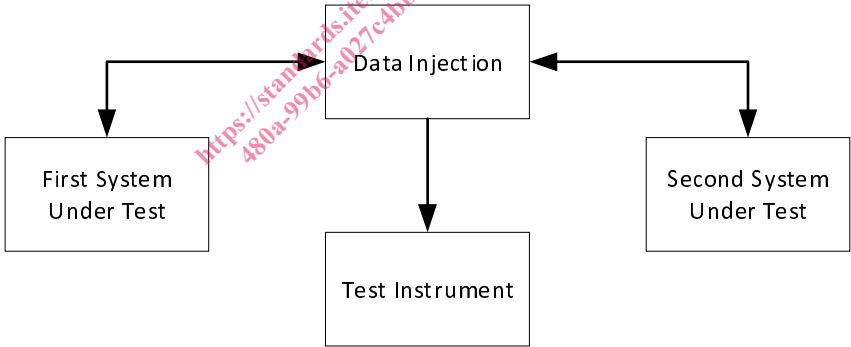 Data Injection
https://standards.ite
480a-99b6-a027c4b
First System
Under Test
Second System
Under Test
Test Instrument